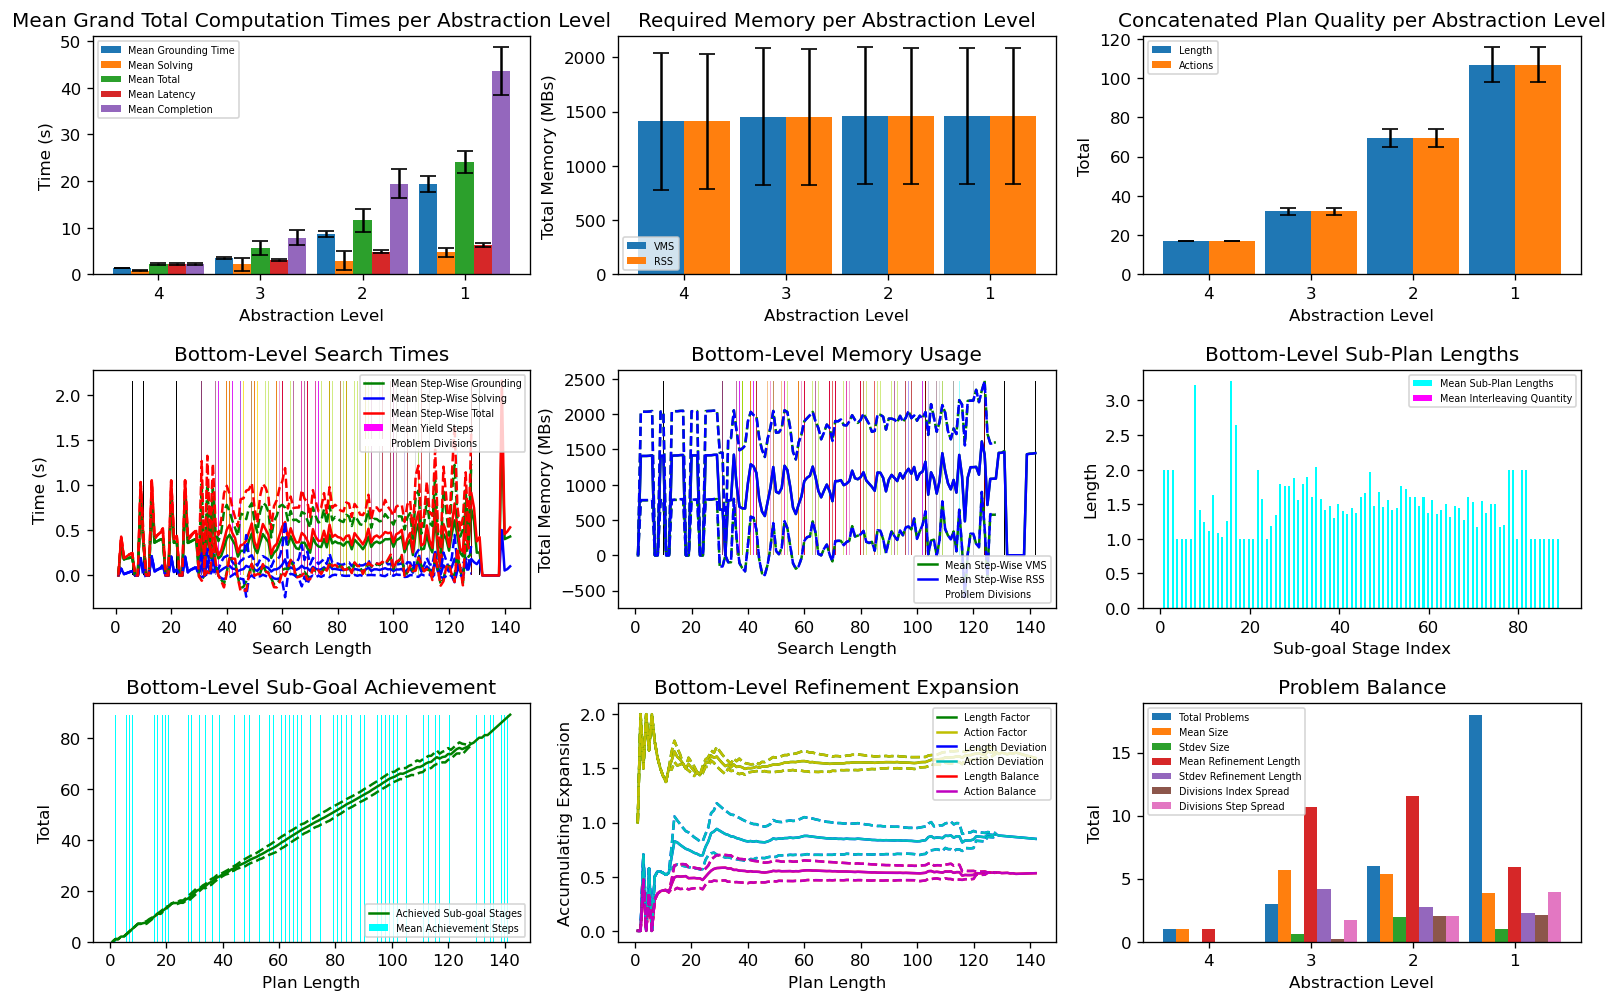 Mean Grand Total Computation Times per Abstraction Level
50
40
30
20
10
0
Time (s)
Mean Grounding Time
Mean Solving
Mean Total
Mean Latency
Mean Completion
4 3 2 1
Abstraction Level
Required Memory per Abstraction Level
2000
1500
1000
500
0
Total Memory (MBs)
VMS
RSS
4 3 2 1
Abstraction Level
Concatenated Plan Quality per Abstraction Level
120
100
80
60
40
20
0
Total
Length
Actions
4 3 2 1
Abstraction Level
Bottom-Level Search Times
2.0
1.5
1.0
0.5
0.0
Time (s)
Mean Step-Wise Grounding
Mean Step-Wise Solving
Mean Step-Wise Total
Mean Yield Steps
Problem Divisions
0 20 40 60 80 100 120 140
Search Length
Bottom-Level Memory Usage
2500
2000
1500
1000
500
0
−500
Total Memory (MBs)
Mean Step-Wise VMS
Mean Step-Wise RSS
Problem Divisions
0 20 40 60 80 100 120 140
Search Length
Bottom-Level Sub-Plan Lengths
3.0
2.5
2.0
1.5
1.0
0.5
0.0
Length
Mean Sub-Plan Lengths
Mean Interleaving Quantity
0 20 40 60 80
Sub-goal Stage Index
Bottom-Level Sub-Goal Achievement
80
60
40
20
0
Total
Achieved Sub-goal Stages
Mean Achievement Steps
0 20 40 60 80 100 120 140
Plan Length
Bottom-Level Refinement Expansion
2.0
1.5
1.0
0.5
0.0
Accumulating Expansion
Length Factor
Action Factor
Length Deviation
Action Deviation
Length Balance
Action Balance
0 20 40 60 80 100 120 140
Plan Length
Problem Balance
15
10
5
0
Total
Total Problems
Mean Size
Stdev Size
Mean Refinement Length
Stdev Refinement Length
Divisions Index Spread
Divisions Step Spread
4 3 2 1
Abstraction Level